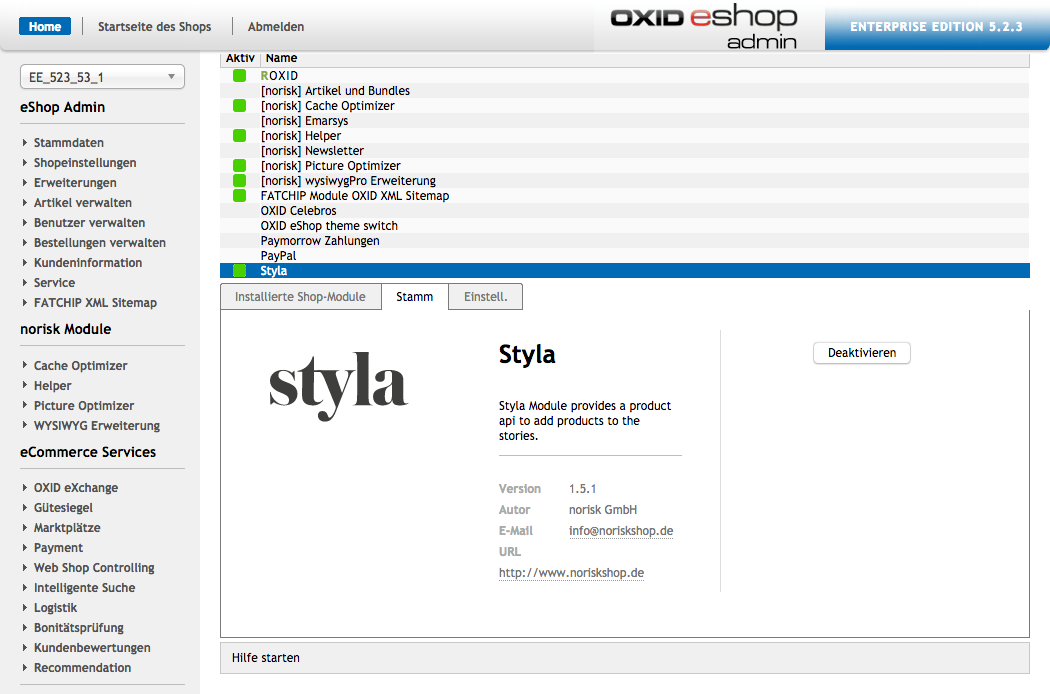 Home
Startseite des Shops
Abmelden
OXID eshop
admin
ENTERPRISE EDITION 5.2.3
EE_523_53_1
eShop Admin
Stammdaten
Shopeinstellungen
Erweiterungen
Artikel verwalten
Benutzer verwalten
Bestellungen verwalten
Kundeninformation
Service
FATCHIP XML Sitemap
norisk Module
Cache Optimizer
Helper
Picture Optimizer
WYSIWYG Erweiterung
eCommerce Services
OXID eXchange
Gütesiegel
Marktplätze
Payment
Web Shop Controlling
Intelligente Suche
Logistik
Bonitätsprüfung
Kundenbewertungen
Recommendation
Aktiv Name
ROXID
[norisk] Artikel und Bundles
[norisk] Cache Optimizer
[norisk] Emarsys
[norisk] Helper
[norisk] Newsletter
[norisk] Picture Optimizer
[norisk] wysiwygPro Erweiterung
FATCHIP Module OXID XML Sitemap
OXID Celebros
OXID eShop theme switch
Paymorrow Zahlungen
PayPal
Styla
Installierte Shop-Module
Stamm
Einstell.
styla
Styla
Styla Module provides a product
api to add products to the
stories.
Version 1.5.1
Autor norisk GmbH
E-Mail info@noriskshop.de
URL
http://www.noriskshop.de
Deaktivieren
Hilfe starten